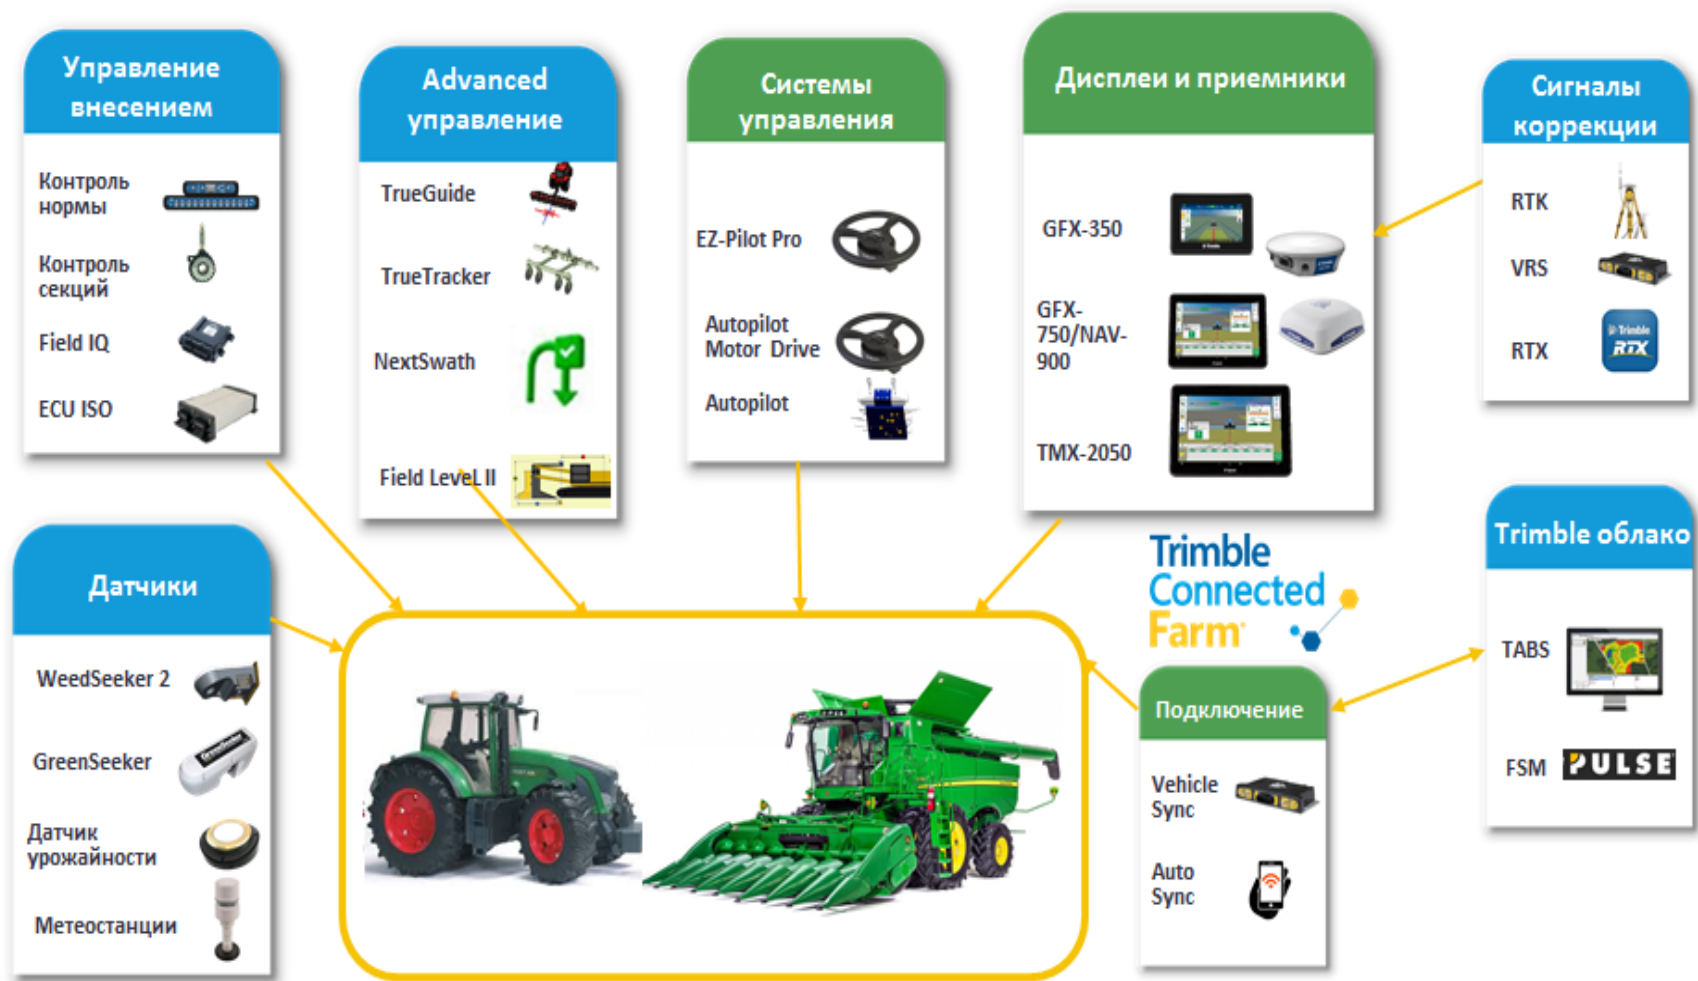 Управление
внесением
Контроль
нормы
Контроль
секций
Field IQ
ECU ISO
Advanced
управление
TrueGuide
TrueTracker
NextSwath
Field LeveL II
Системы
управления
EZ-Pilot Pro
Autopilot
Motor Drive
Autopilot
Дисплеи и приемники
GFX-350
GFX-
750/NAV-
900
TMX-2050
Сигналы
коррекции
RTK
VRS
RTX
Trimble
RTX
Датчики
WeedSeeker 2
GreenSeeker
GreenSeeker
Датчик
урожайности
Метеостанции
Trimble
Connected
Farm
Подключение
Vehicle
Sync
Auto
Sync
Trimble облако
TABS
FSM
PULSE